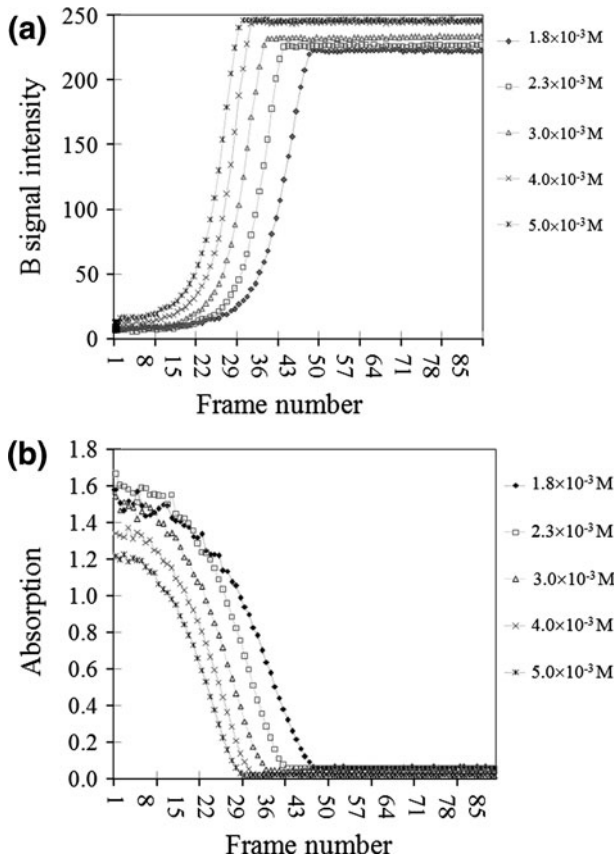 (a)
B signal intensity
250
200
150
100
50
0
1
8
15
22
29
36
43
50
57
64
71
78
85
Frame number
1.8×10⁻³M
2.3×10⁻³M
3.0×10⁻³M
4.0×10⁻³M
5.0×10⁻³M
(b)
Absorption
1.8
1.6
1.4
1.2
1.0
0.8
0.6
0.4
0.2
0.0
1
8
15
22
29
36
43
50
57
64
71
78
85
Frame number
1.8×10⁻³M
2.3×10⁻³M
3.0×10⁻³M
4.0×10⁻³M
5.0×10⁻³M